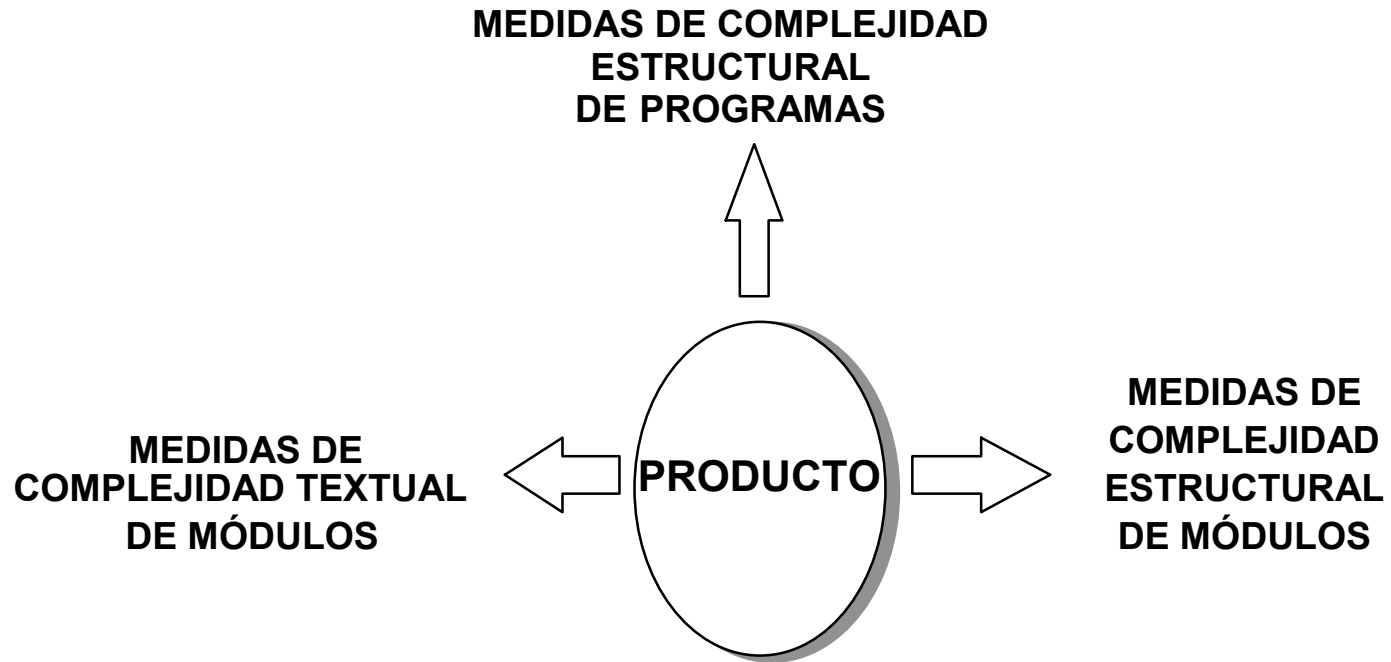 MEDIDAS DE COMPLEJIDAD
ESTRUCTURAL
DE PROGRAMAS
MEDIDAS DE
COMPLEJIDAD TEXTUAL
DE MÓDULOS
PRODUCTO
MEDIDAS DE
COMPLEJIDAD
ESTRUCTURAL
DE MÓDULOS